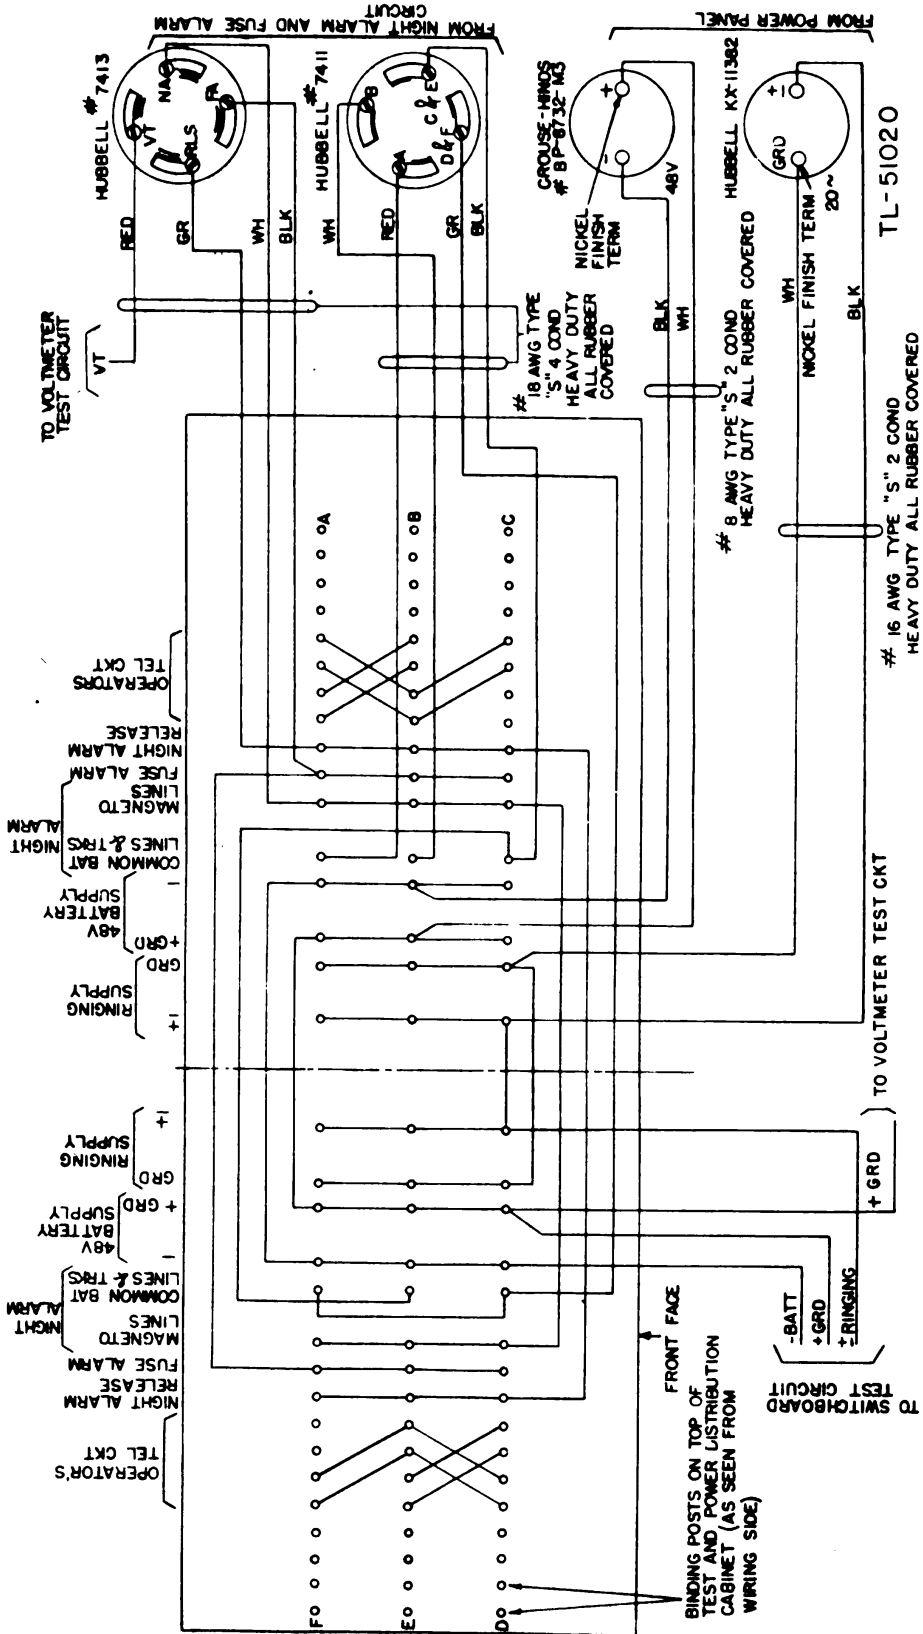 FROM NIGHT ALARM AND FUSE ALARM
CIRCUIT
HUBBELL # 7413
NA
FA
VT
RLS
RED
GR
WH
BLK
TO VOLTMETER
TEST CIRCUIT
VT
HUBBELL # 7411
B
C & E
A
D & F
WH
RED
GR
BLK
# 18 AWG TYPE
"S" 4 COND
HEAVY DUTY
ALL RUBBER
COVERED
FROM POWER PANEL
CROUSE-HINDS
# BP-8732-M3
+
-
48V
NICKEL
FINISH
TERM
BLK
WH
# 8 AWG TYPE "S" 2 COND
HEAVY DUTY ALL RUBBER COVERED
HUBBELL KX-11382
+ -
GRD
20~
WH
NICKEL FINISH TERM
BLK
# 16 AWG TYPE "S" 2 COND
HEAVY DUTY ALL RUBBER COVERED
TL-51020
OPERATORS
TEL CKT
NIGHT ALARM
RELEASE
FUSE ALARM
MAGNETO
LINES
COMMON BAT
LINES & TRKS
NIGHT
ALARM
-
+ GRD
48V
BATTERY
SUPPLY
GRD
±
RINGING
SUPPLY
A
B
C
±
GRD
RINGING
SUPPLY
+ GRD
-
48V
BATTERY
SUPPLY
COMMON BAT
LINES & TRKS
MAGNETO
LINES
NIGHT
ALARM
FUSE ALARM
NIGHT ALARM
RELEASE
OPERATOR'S
TEL CKT
F
E
D
+ GRD
TO VOLTMETER TEST CKT
-BATT
+GRD
±RINGING
TO SWITCHBOARD
TEST CIRCUIT
FRONT FACE
BINDING POSTS ON TOP OF
TEST AND POWER DISTRIBUTION
CABINET (AS SEEN FROM
WIRING SIDE)